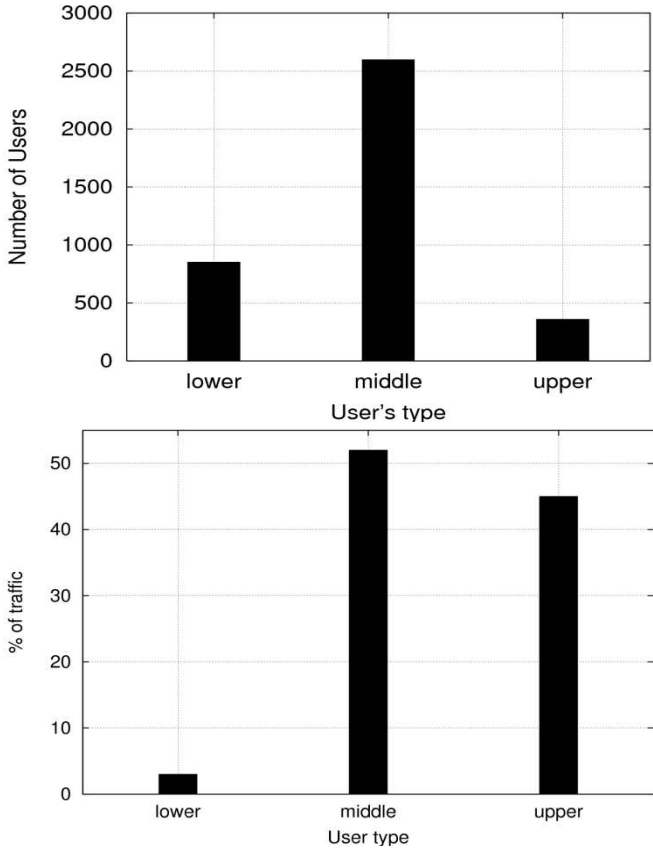 3000
2500
2000
1500
1000
500
0
Number of Users
lower middle upper
User's type
50
40
30
20
10
0
% of traffic
lower middle upper
User type